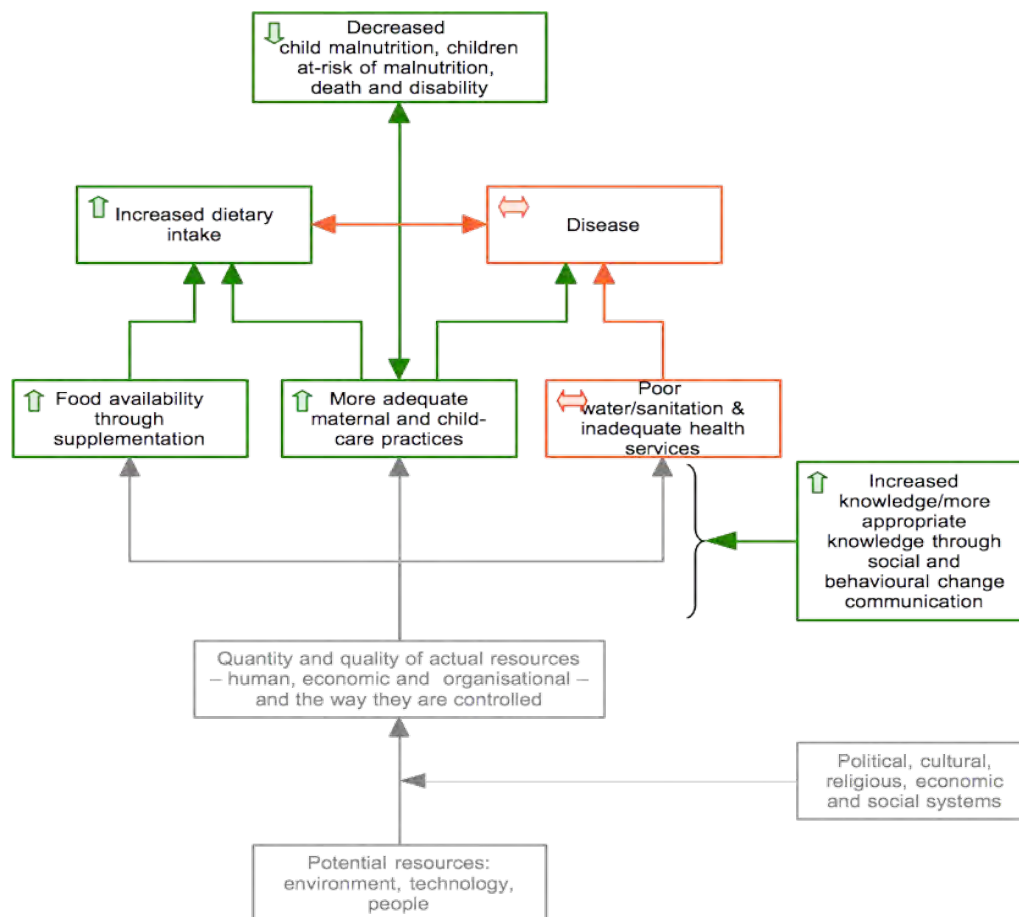 Decreased
child malnutrition, children
at-risk of malnutrition,
death and disability
Increased dietary
intake
Disease
Food availability
through
supplementation
More adequate
maternal and child-
care practices
Poor
water/sanitation &
inadequate health
services
Increased
knowledge/more
appropriate
knowledge through
social and
behavioural change
communication
Quantity and quality of actual resources
– human, economic and organisational –
and the way they are controlled
Political, cultural,
religious, economic
and social systems
Potential resources:
environment, technology,
people